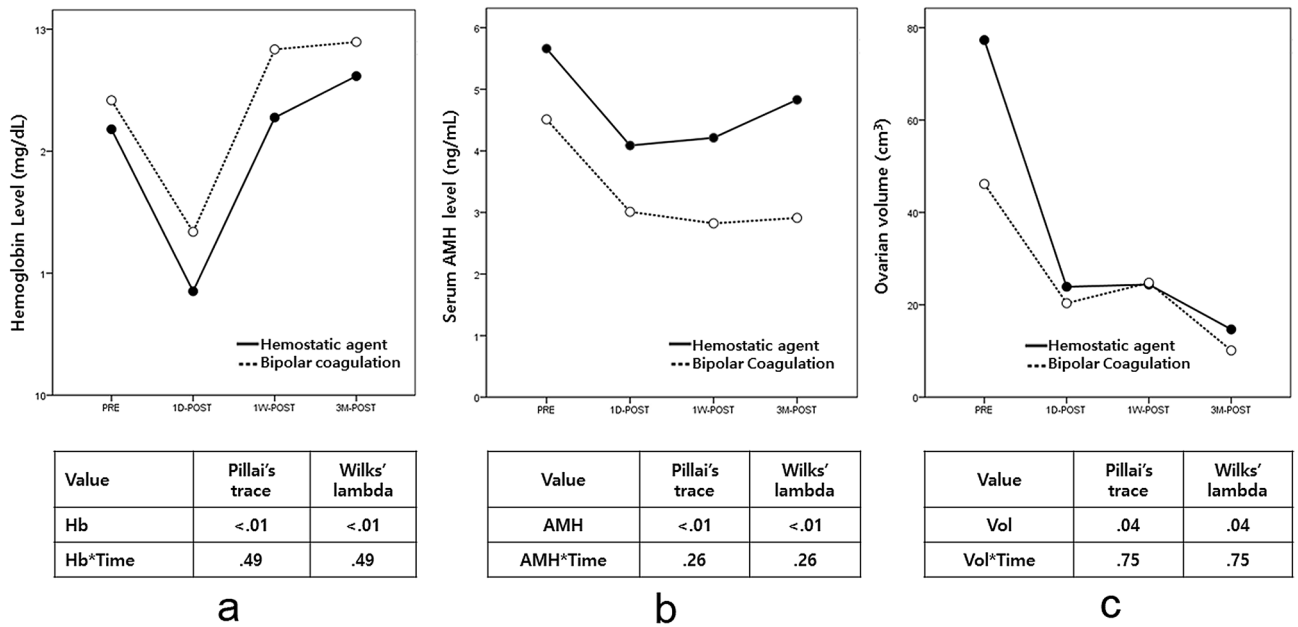 Hemoglobin Level (mg/dL)
13
2
1
10
PRE 1D-POST 1W-POST 3M-POST
Hemostatic agent
Bipolar coagulation
Serum AMH level (ng/mL)
6
5
4
3
2
1
0
PRE 1D-POST 1W-POST 3M-POST
Hemostatic agent
Bipolar Coagulation
Ovarian volume (cm³)
80
60
40
20
0
PRE 1D-POST 1W-POST 3M-POST
Hemostatic agent
Bipolar Coagulation
Value Pillai's trace Wilks' lambda
Hb <.01 <.01
Hb*Time .49 .49
a
Value Pillai's trace Wilks' lambda
AMH <.01 <.01
AMH*Time .26 .26
b
Value Pillai's trace Wilks' lambda
Vol .04 .04
Vol*Time .75 .75
c